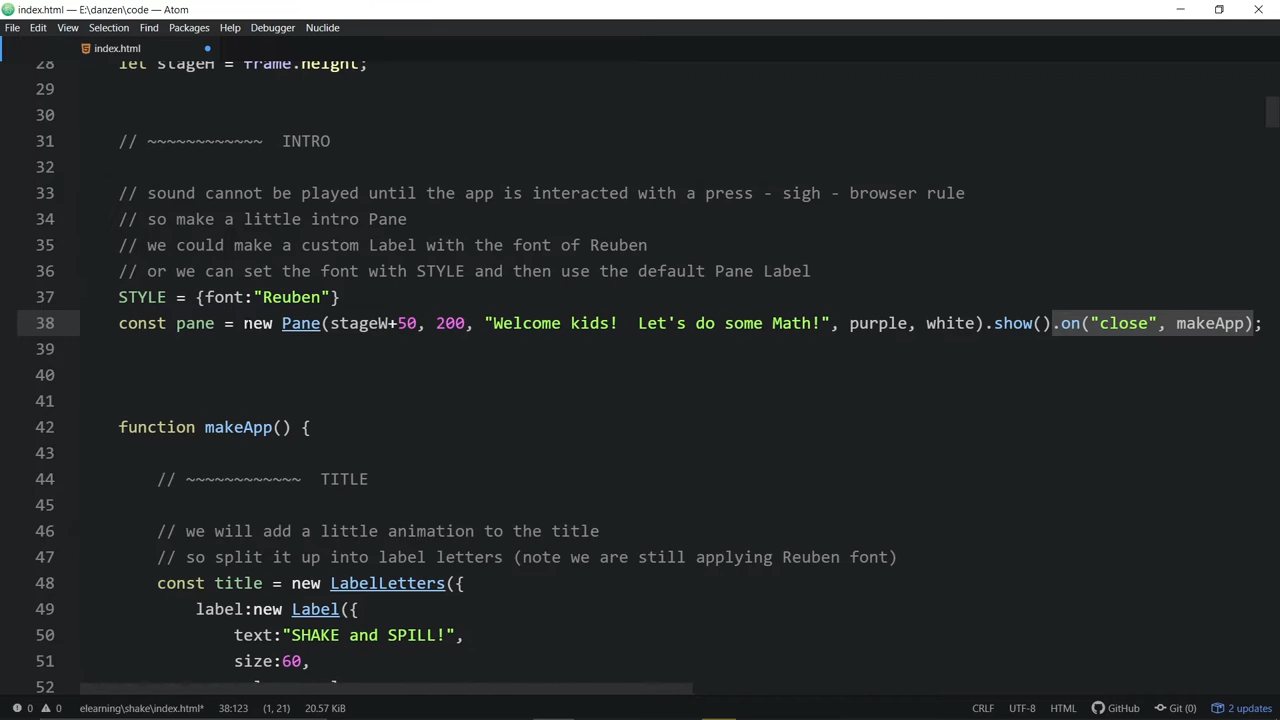 index.html — E:\danzen\code — Atom
File Edit View Selection Find Packages Help Debugger Nuclide
index.html
28 let stageH = frame.height;
29
30
31 // ~~~~~~~~~~~~ INTRO
32
33 // sound cannot be played until the app is interacted with a press - sigh - browser rule
34 // so make a little intro Pane
35 // we could make a custom Label with the font of Reuben
36 // or we can set the font with STYLE and then use the default Pane Label
37 STYLE = {font:"Reuben"}
38 const pane = new Pane(stageW+50, 200, "Welcome kids!  Let's do some Math!", purple, white).show().on("close", makeApp);
39
40
41
42 function makeApp() {
43
44 // ~~~~~~~~~~~~ TITLE
45
46 // we will add a little animation to the title
47 // so split it up into label letters (note we are still applying Reuben font)
48 const title = new LabelLetters({
49 label:new Label({
50 text:"SHAKE and SPILL!",
51 size:60,
52
0 0 elearning\shake\index.html* 38:123 (1, 21) 20.57 KiB CRLF UTF-8 HTML GitHub Git (0) 2 updates